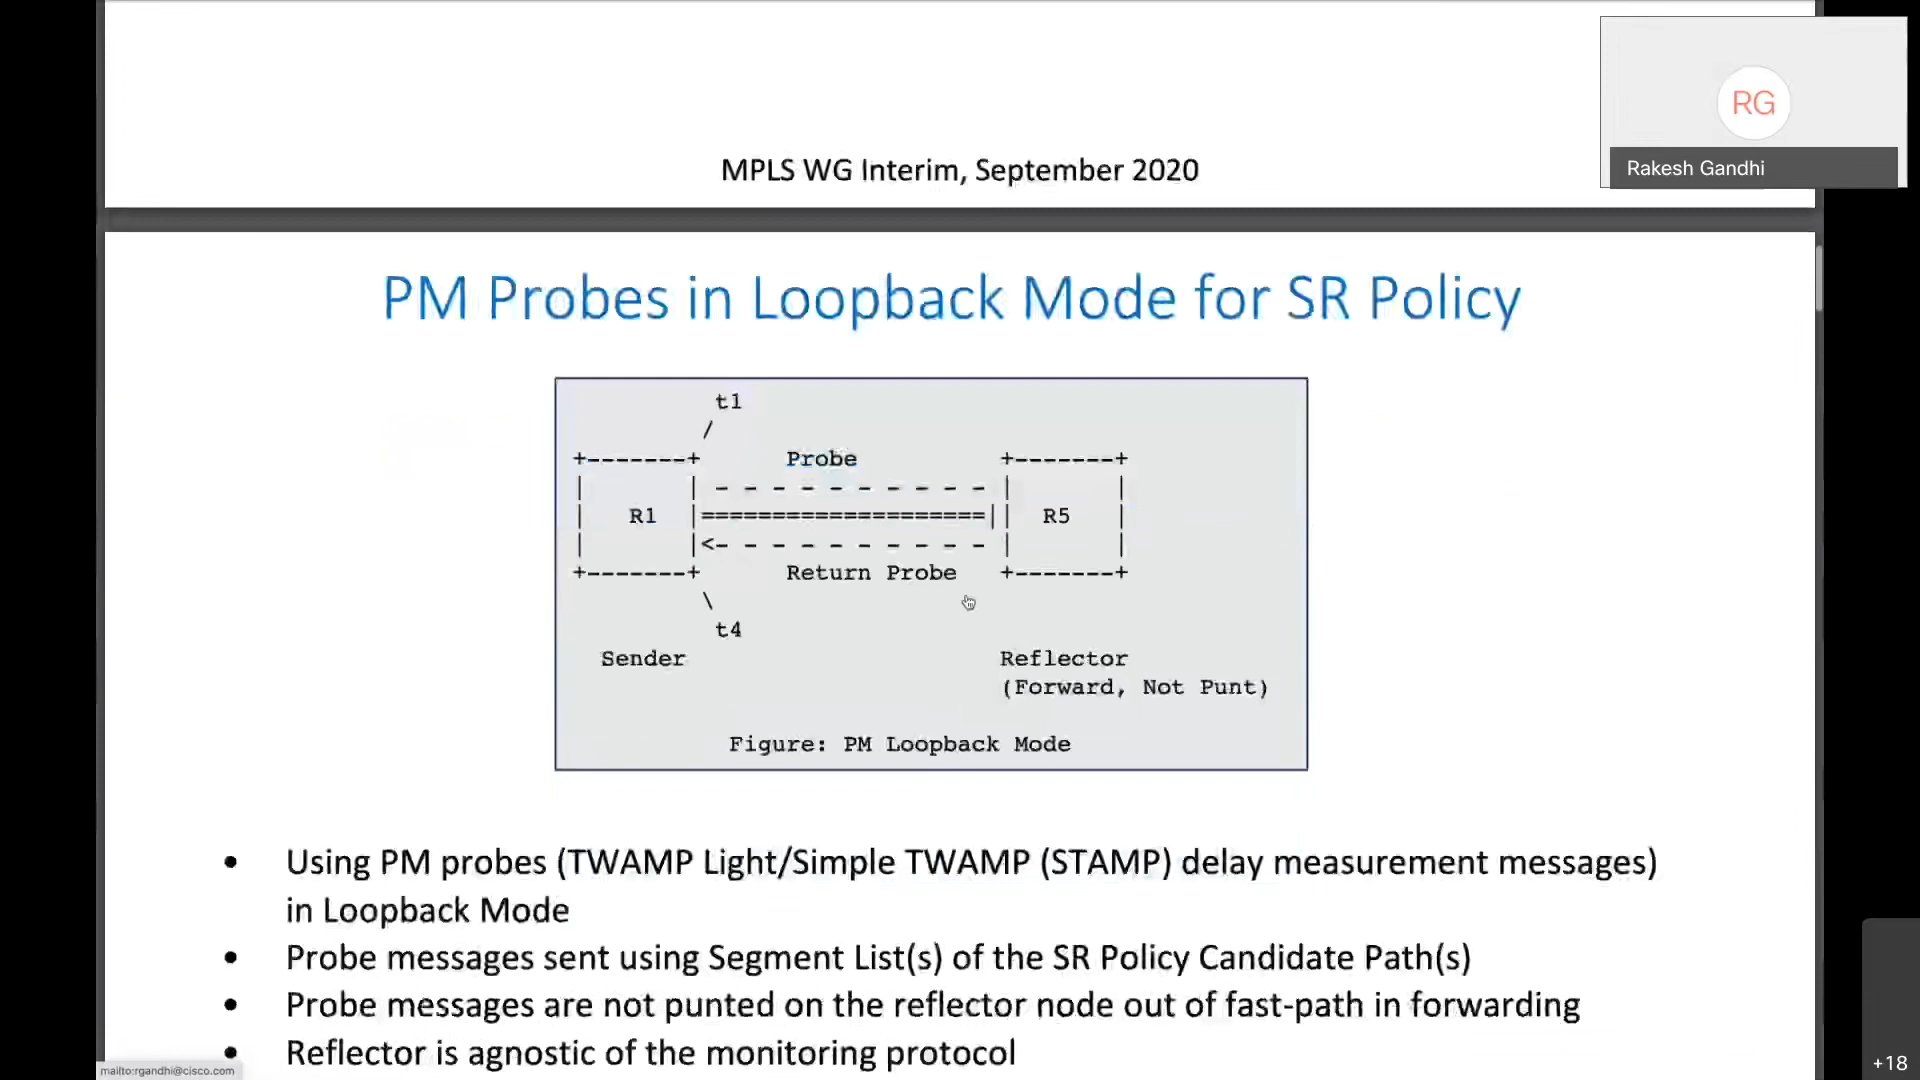 RG
Rakesh Gandhi
MPLS WG Interim, September 2020
PM Probes in Loopback Mode for SR Policy
t1
/
+-------+ Probe +-------+
| | - - - - - - - - - - | |
| R1 |====================|| R5 |
| |<- - - - - - - - - - | |
+-------+ Return Probe +-------+
\
t4
Sender Reflector
(Forward, Not Punt)
Figure: PM Loopback Mode
• Using PM probes (TWAMP Light/Simple TWAMP (STAMP) delay measurement messages)
in Loopback Mode
• Probe messages sent using Segment List(s) of the SR Policy Candidate Path(s)
• Probe messages are not punted on the reflector node out of fast-path in forwarding
• Reflector is agnostic of the monitoring protocol
mailto:rgandhi@cisco.com
+18